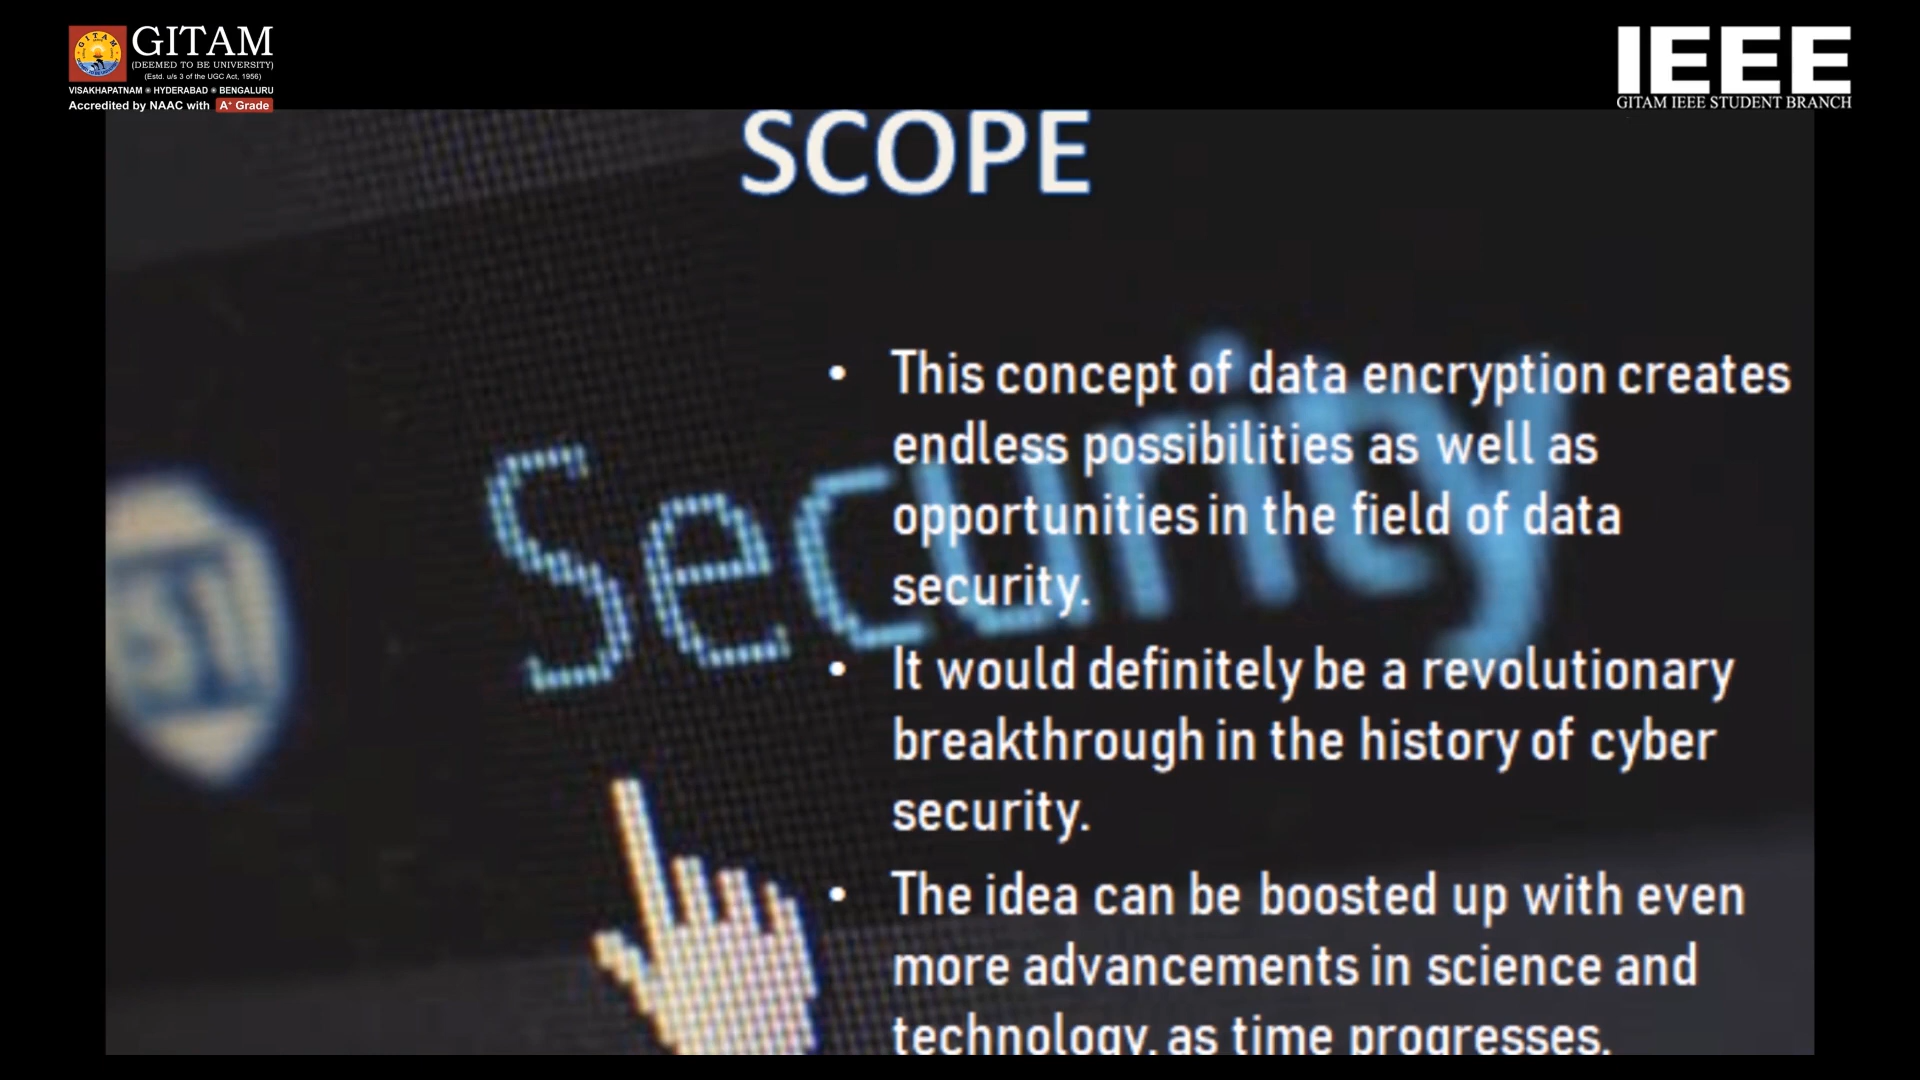 GITAM
(DEEMED TO BE UNIVERSITY)
(Estd. u/s 3 of the UGC Act, 1956)
VISAKHAPATNAM * HYDERABAD * BENGALURU
Accredited by NAAC with A+ Grade
IEEE
GITAM IEEE STUDENT BRANCH
SCOPE
Security
• This concept of data encryption creates
endless possibilities as well as
opportunities in the field of data
security.
• It would definitely be a revolutionary
breakthrough in the history of cyber
security.
• The idea can be boosted up with even
more advancements in science and
technology, as time progresses.